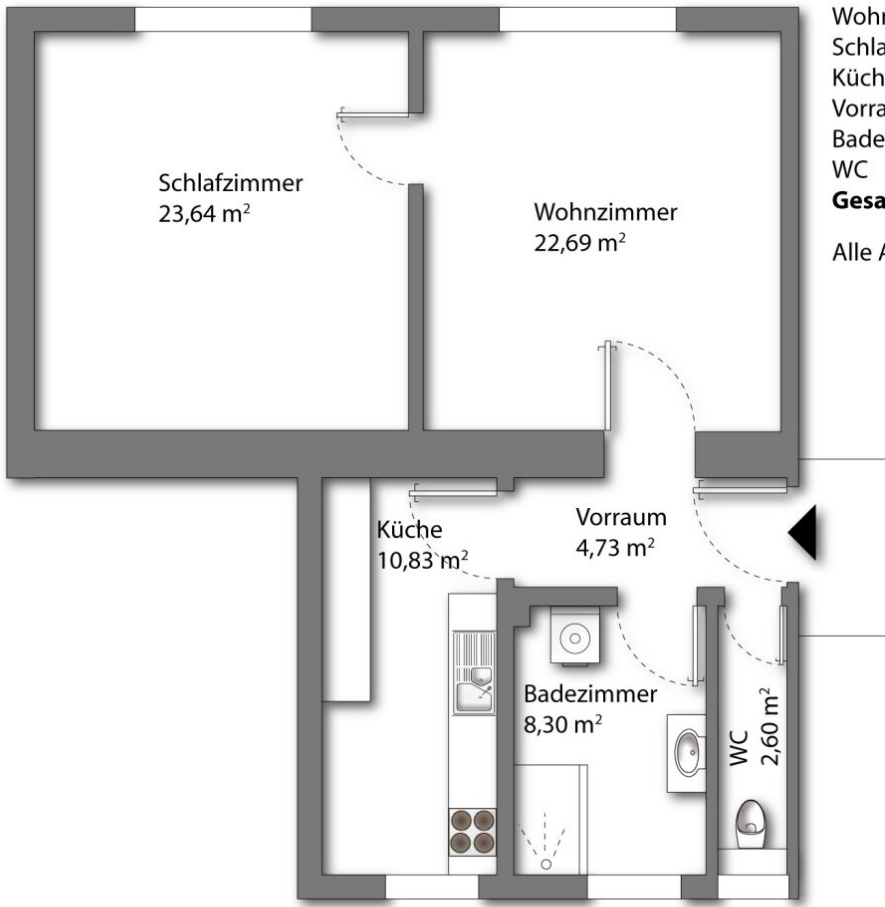 Schlafzimmer
23,64 m²
Wohnzimmer
22,69 m²
Küche
10,83 m²
Vorraum
4,73 m²
Badezimmer
8,30 m²
WC
2,60 m²
WC
Alle